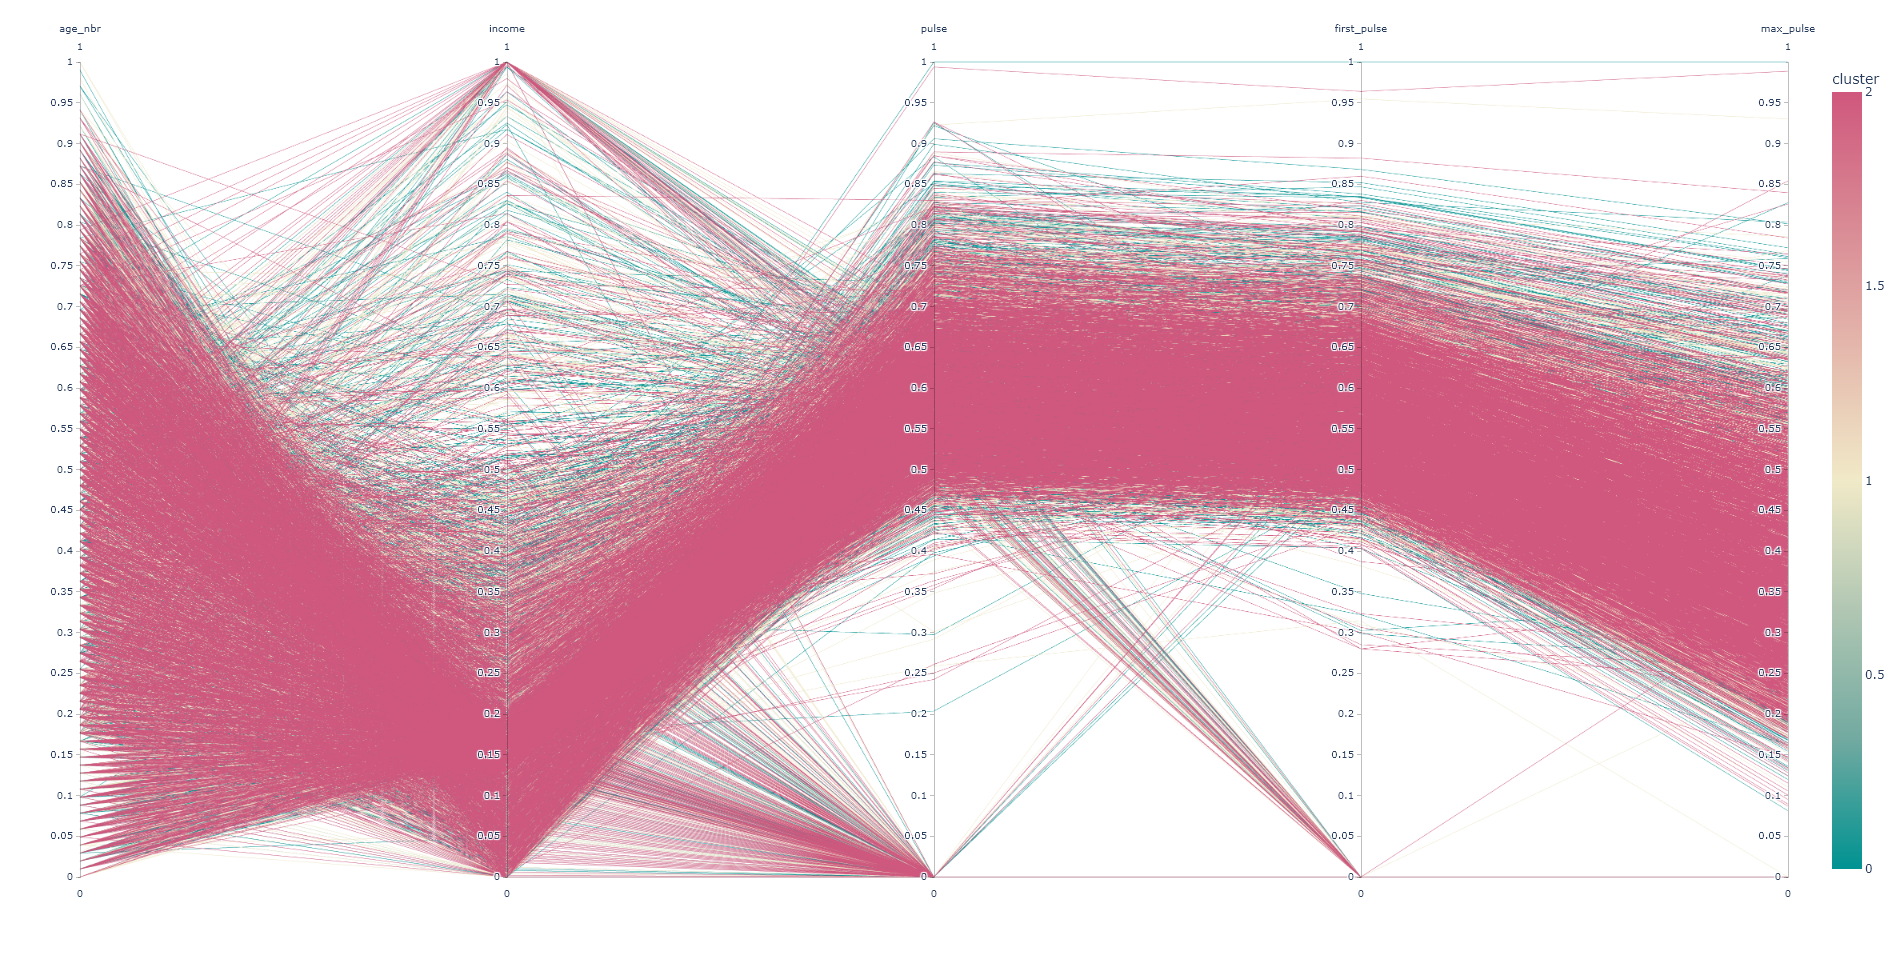 age_nbr income pulse first_pulse max_pulse
1 1 1 1 1
cluster
1 1 1 1 1
2
0.95 0.95 0.95 0.95 0.95
0.9 0.9 0.9 0.9 0.9
0.85 0.85 0.85 0.85 0.85
0.8 0.8 0.8 0.8 0.8
0.75 0.75 0.75 0.75 0.75
1.5
0.7 0.7 0.7 0.7 0.7
0.65 0.65 0.65 0.65 0.65
0.6 0.6 0.6 0.6 0.6
0.55 0.55 0.55 0.55 0.55
0.5 0.5 0.5 0.5 0.5
1
0.45 0.45 0.45 0.45 0.45
0.4 0.4 0.4 0.4 0.4
0.35 0.35 0.35 0.35 0.35
0.3 0.3 0.3 0.3 0.3
0.25 0.25 0.25 0.25 0.25
0.5
0.2 0.2 0.2 0.2 0.2
0.15 0.15 0.15 0.15 0.15
0.1 0.1 0.1 0.1 0.1
0.05 0.05 0.05 0.05 0.05
0
0 0 0 0 0
0 0 0 0 0